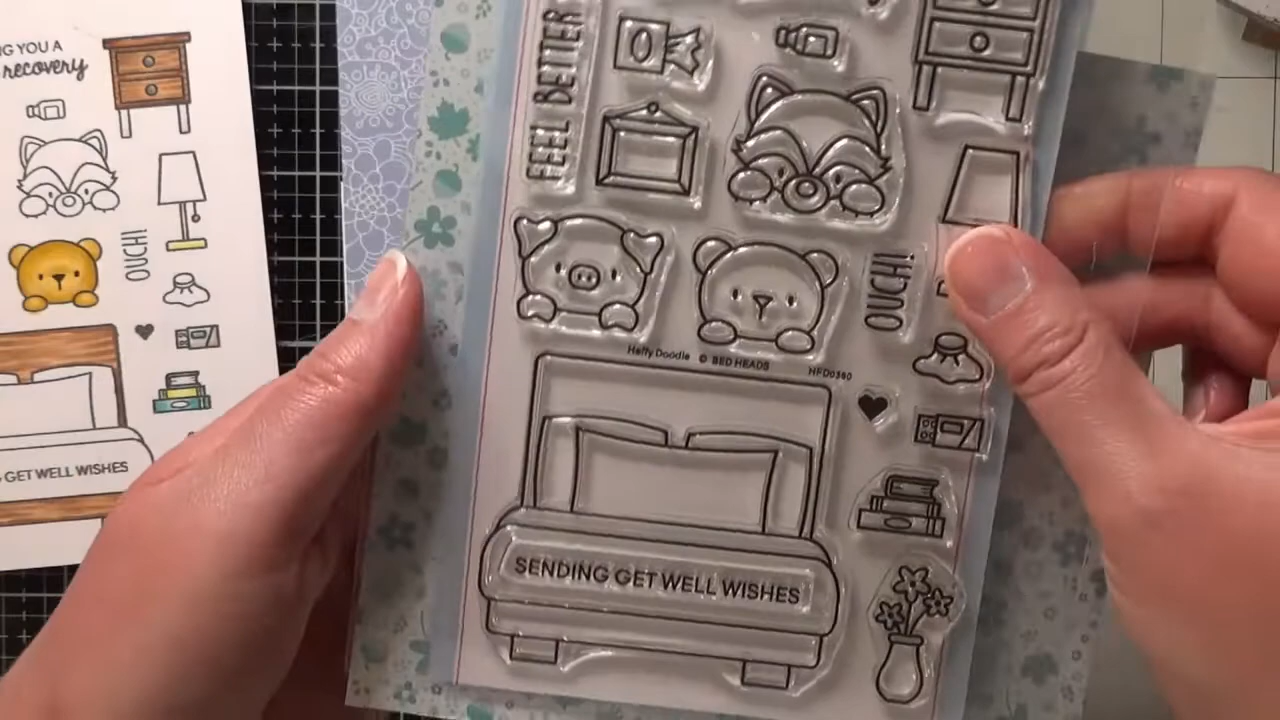 NG YOU A
recovery
OUCH!
GET WELL WISHES
FEEL BETTER
OUCH!
Heffy Doodle © BED HEADS HFD0360
SENDING GET WELL WISHES